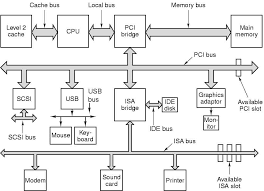 Cache bus
Local bus
Memory bus
Level 2
cache
CPU
PCI
bridge
Main
memory
PCI bus
SCSI
USB
USB
bus
ISA
bridge
IDE
disk
Graphics
adaptor
Available
PCI slot
SCSI bus
Mouse
Key-
board
IDE bus
Mon-
itor
ISA bus
Modem
Sound
card
Printer
Available
ISA slot